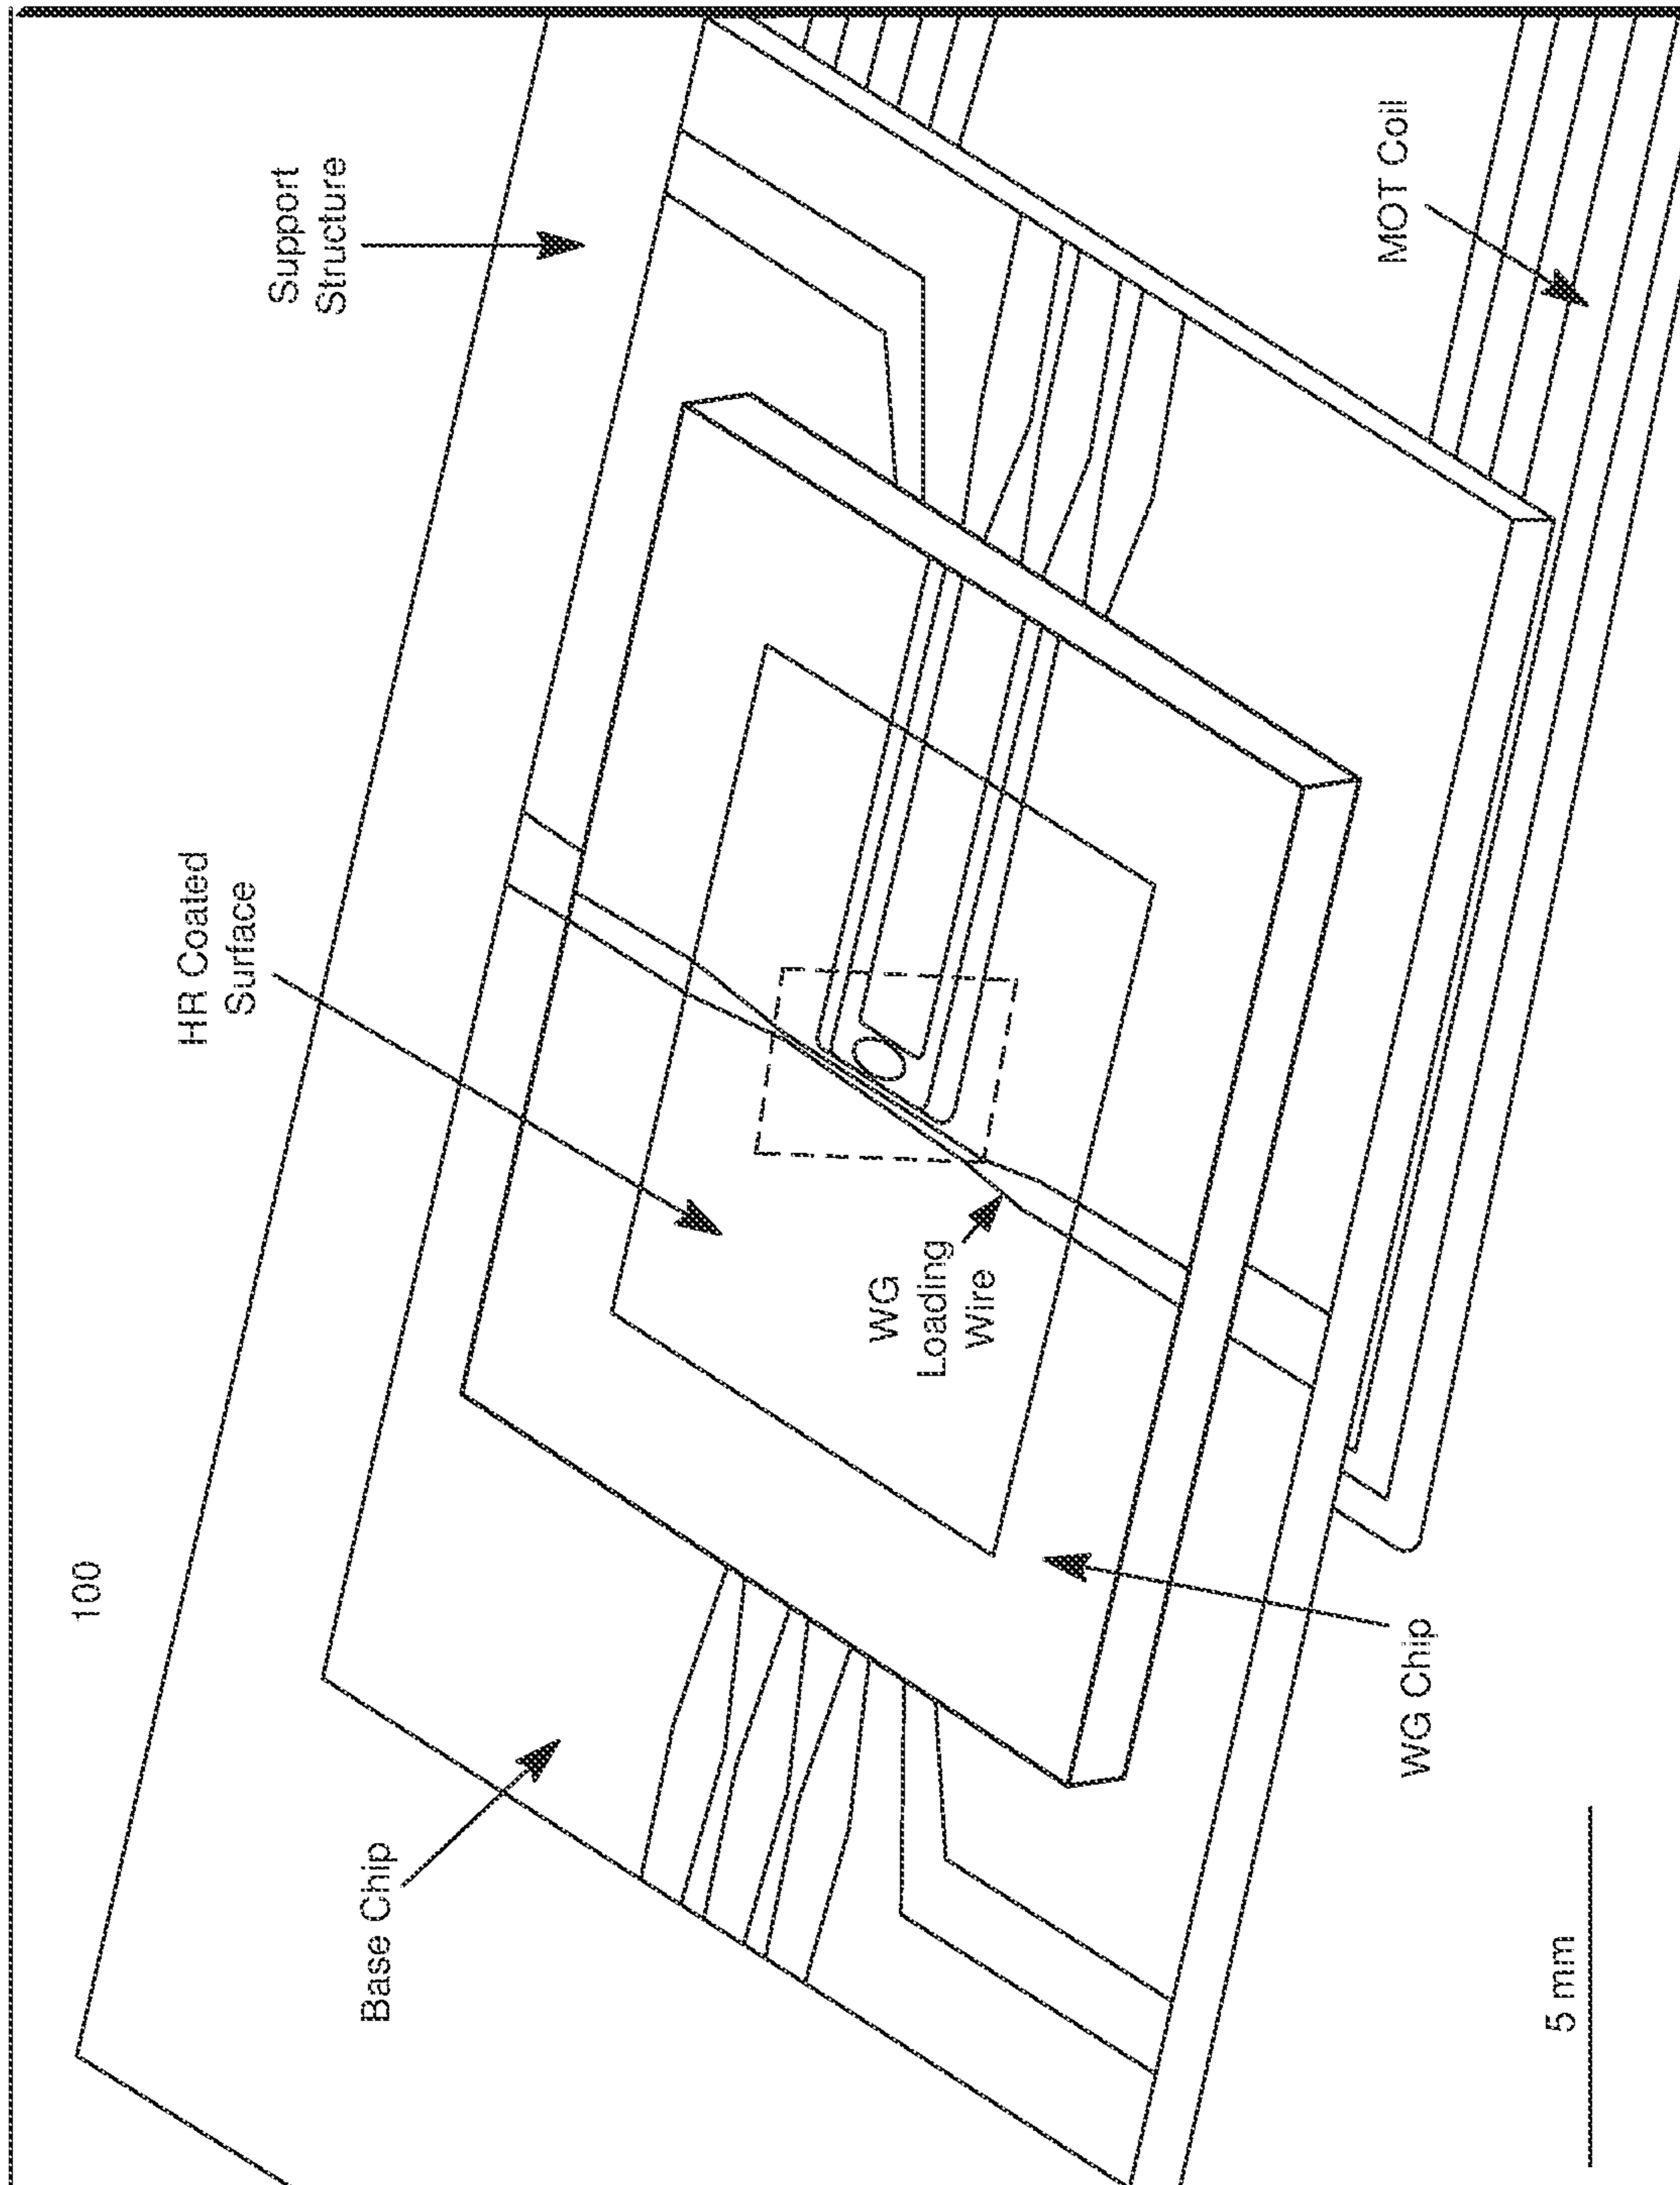 100
Base Chip
HR Coated
Surface
Support
Structure
WG
Loading
Wire
WG Chip
MOT Coil
5 mm